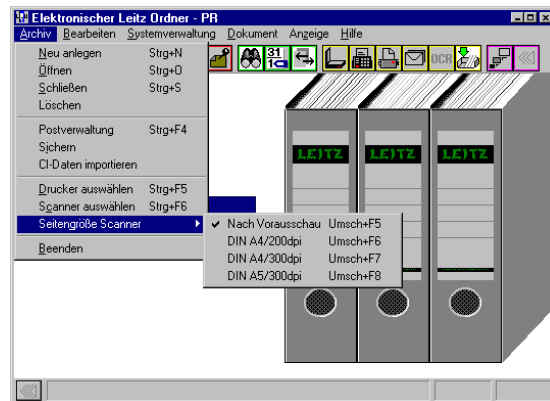 Elektronischer Leitz Ordner - PR
Archiv Bearbeiten Systemverwaltung Dokument Anzeige Hilfe
31
OCR
Neu anlegen Strg+N
Öffnen Strg+O
Schließen Strg+S
Löschen
Postverwaltung Strg+F4
Sichern
CI-Daten importieren
Drucker auswählen Strg+F5
Scanner auswählen Strg+F6
Seitengröße Scanner
Beenden
Nach Vorausschau Umsch+F5
DIN A4/200dpi Umsch+F6
DIN A4/300dpi Umsch+F7
DIN A5/300dpi Umsch+F8
LEITZ LEITZ LEITZ